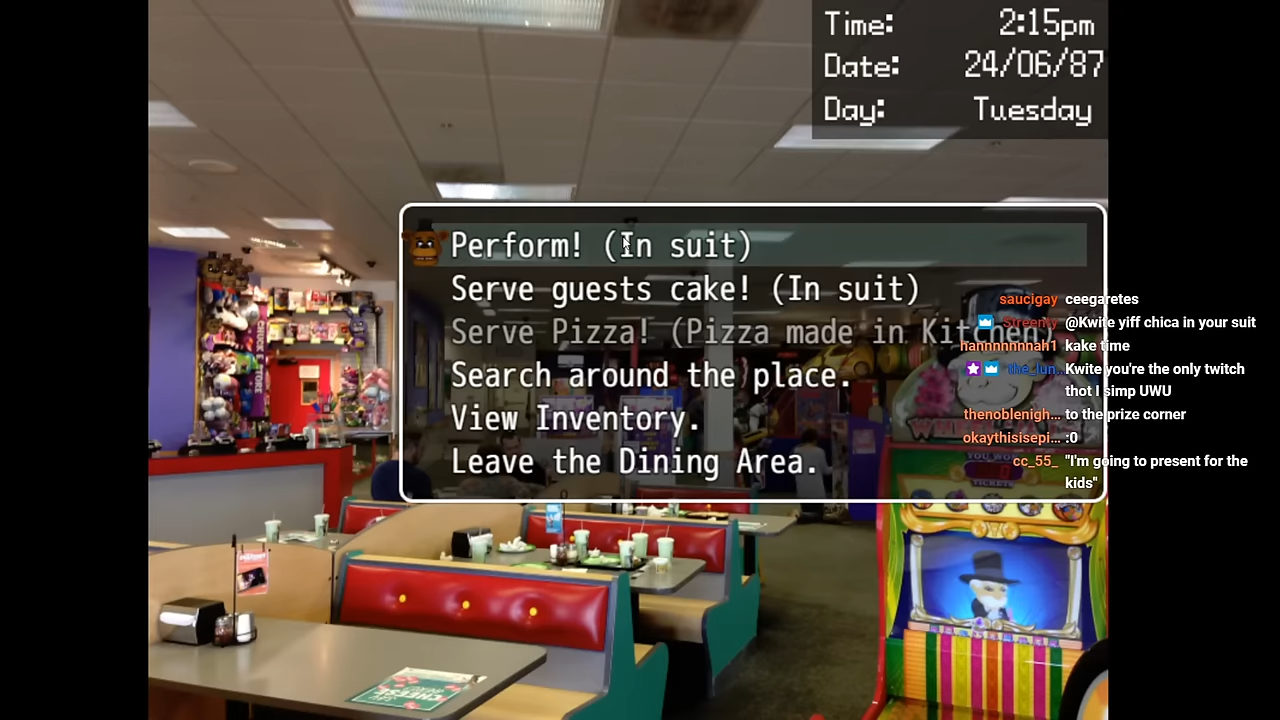 Time: 2:15pm
Date: 24/06/87
Day: Tuesday
Perform! (In suit)
Serve guests cake! (In suit)
Serve Pizza! (Pizza made in Kitchen)
Search around the place.
View Inventory.
Leave the Dining Area.
saucigay ceegaretes
@Kwite yiff chica in your suit
hannnnnnnah1 kake time
the_lun… Kwite you're the only twitch
thot I simp UWU
thenoblenigh… to the prize corner
okaythisisepi… :0
cc_55_ "I'm going to present for the
kids"
CHEESE